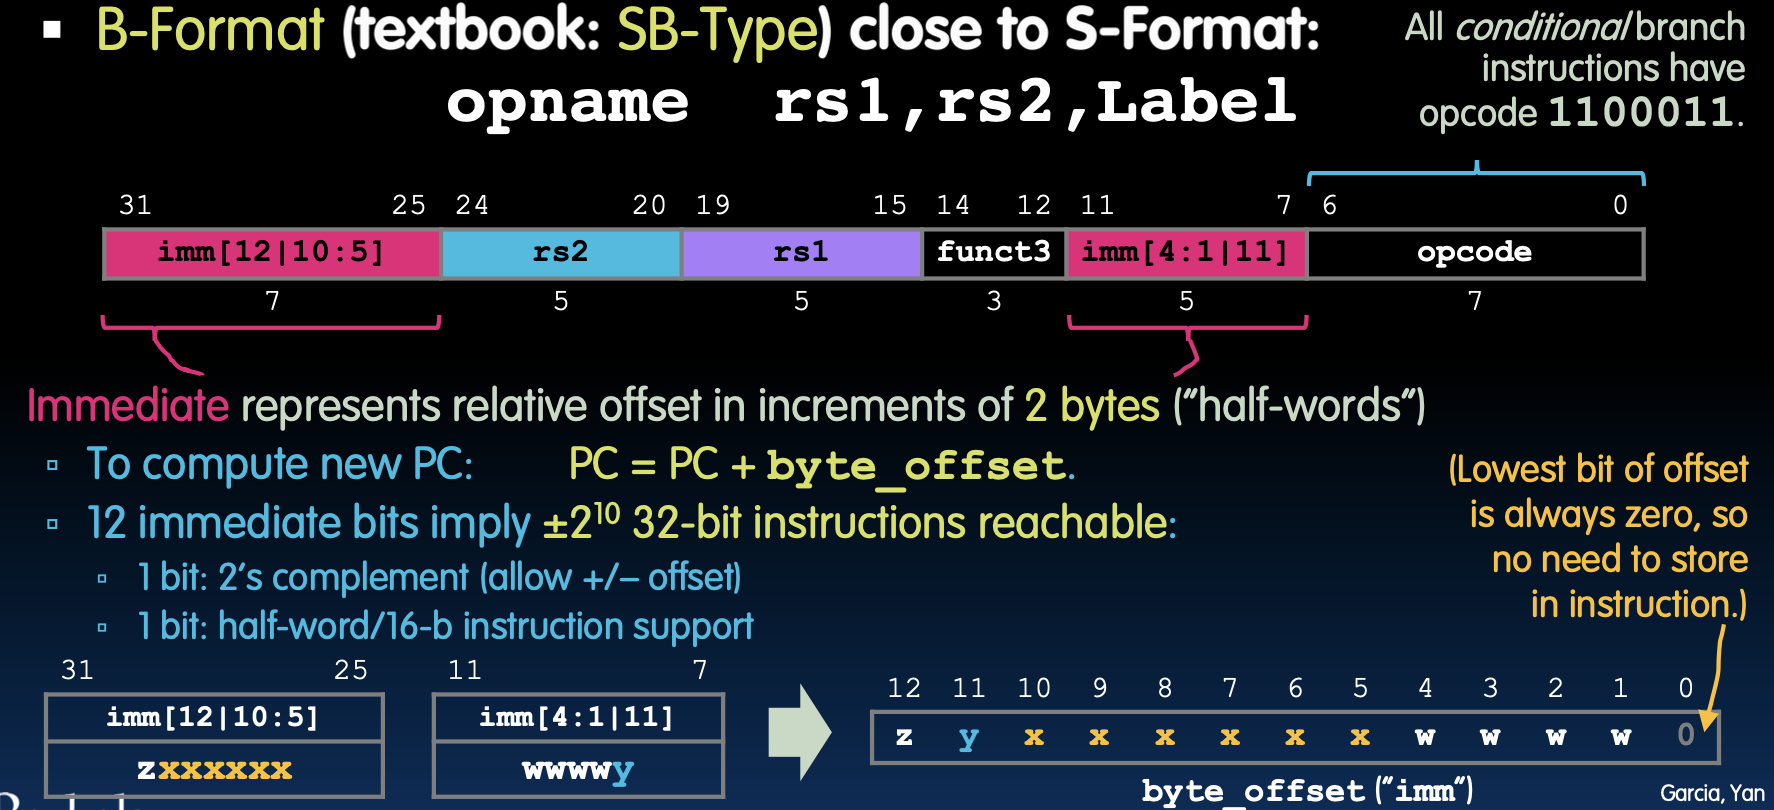 ▪ B-Format (textbook: SB-Type) close to S-Format:
opname rs1,rs2,Label
All conditional branch
instructions have
opcode 1100011.
31 25 24 20 19 15 14 12 11 7 6 0
imm[12|10:5] rs2 rs1 funct3 imm[4:1|11] opcode
7 5 5 3 5 7
Immediate represents relative offset in increments of 2 bytes (“half-words”)
▫ To compute new PC: PC = PC + byte_offset.
▫ 12 immediate bits imply ±2¹⁰ 32-bit instructions reachable:
▫ 1 bit: 2’s complement (allow +/– offset)
▫ 1 bit: half-word/16-b instruction support
(Lowest bit of offset
is always zero, so
no need to store
in instruction.)
31 25 11 7
imm[12|10:5] imm[4:1|11]
zxxxxxx wwwwy
12 11 10 9 8 7 6 5 4 3 2 1 0
z y x x x x x x w w w w 0
byte_offset (“imm”)
Garcia, Yan